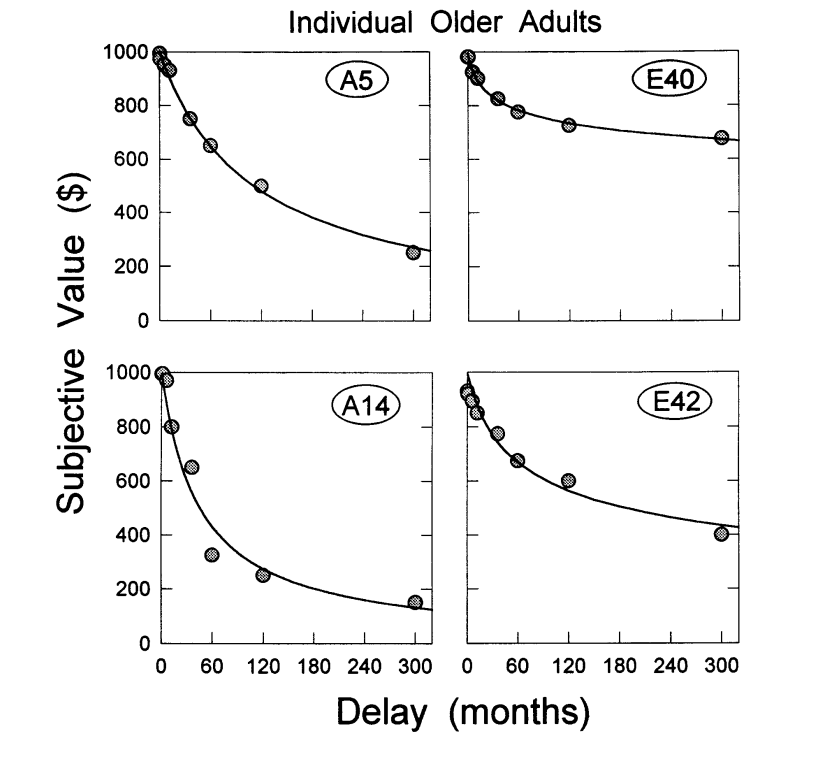 Individual Older Adults
1000
800
600
400
200
0
A5
E40
1000
800
600
400
200
0
A14
E42
0 60 120 180 240 300
0 60 120 180 240 300
Subjective Value ($)
Delay (months)